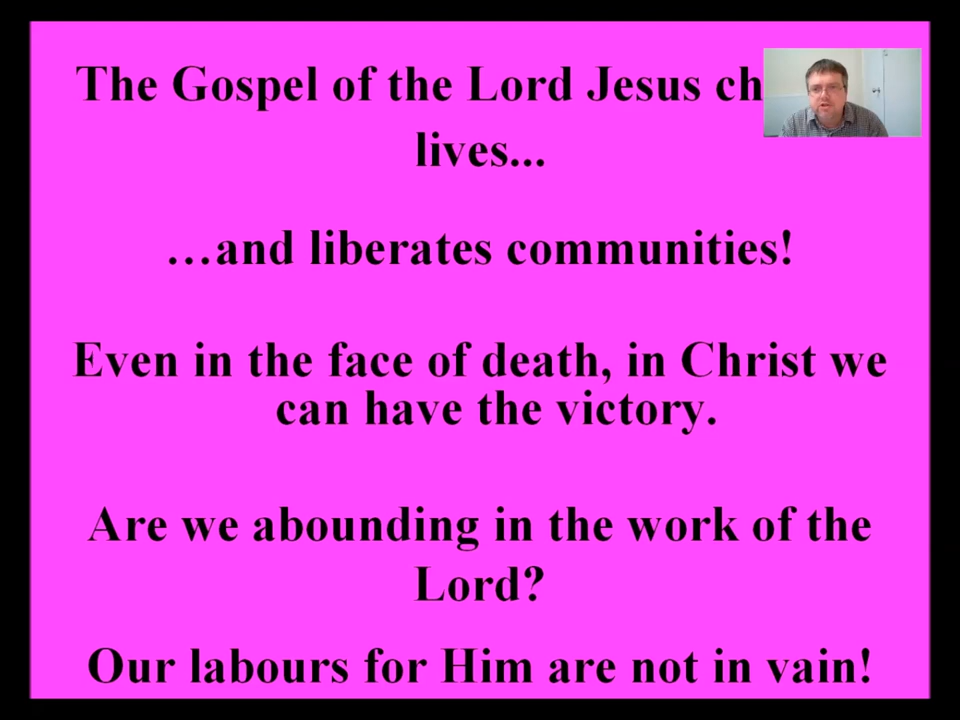 The Gospel of the Lord Jesus
lives...
…and liberates communities!
Even in the face of death, in Christ we
can have the victory.
Are we abounding in the work of the
Lord?
Our labours for Him are not in vain!